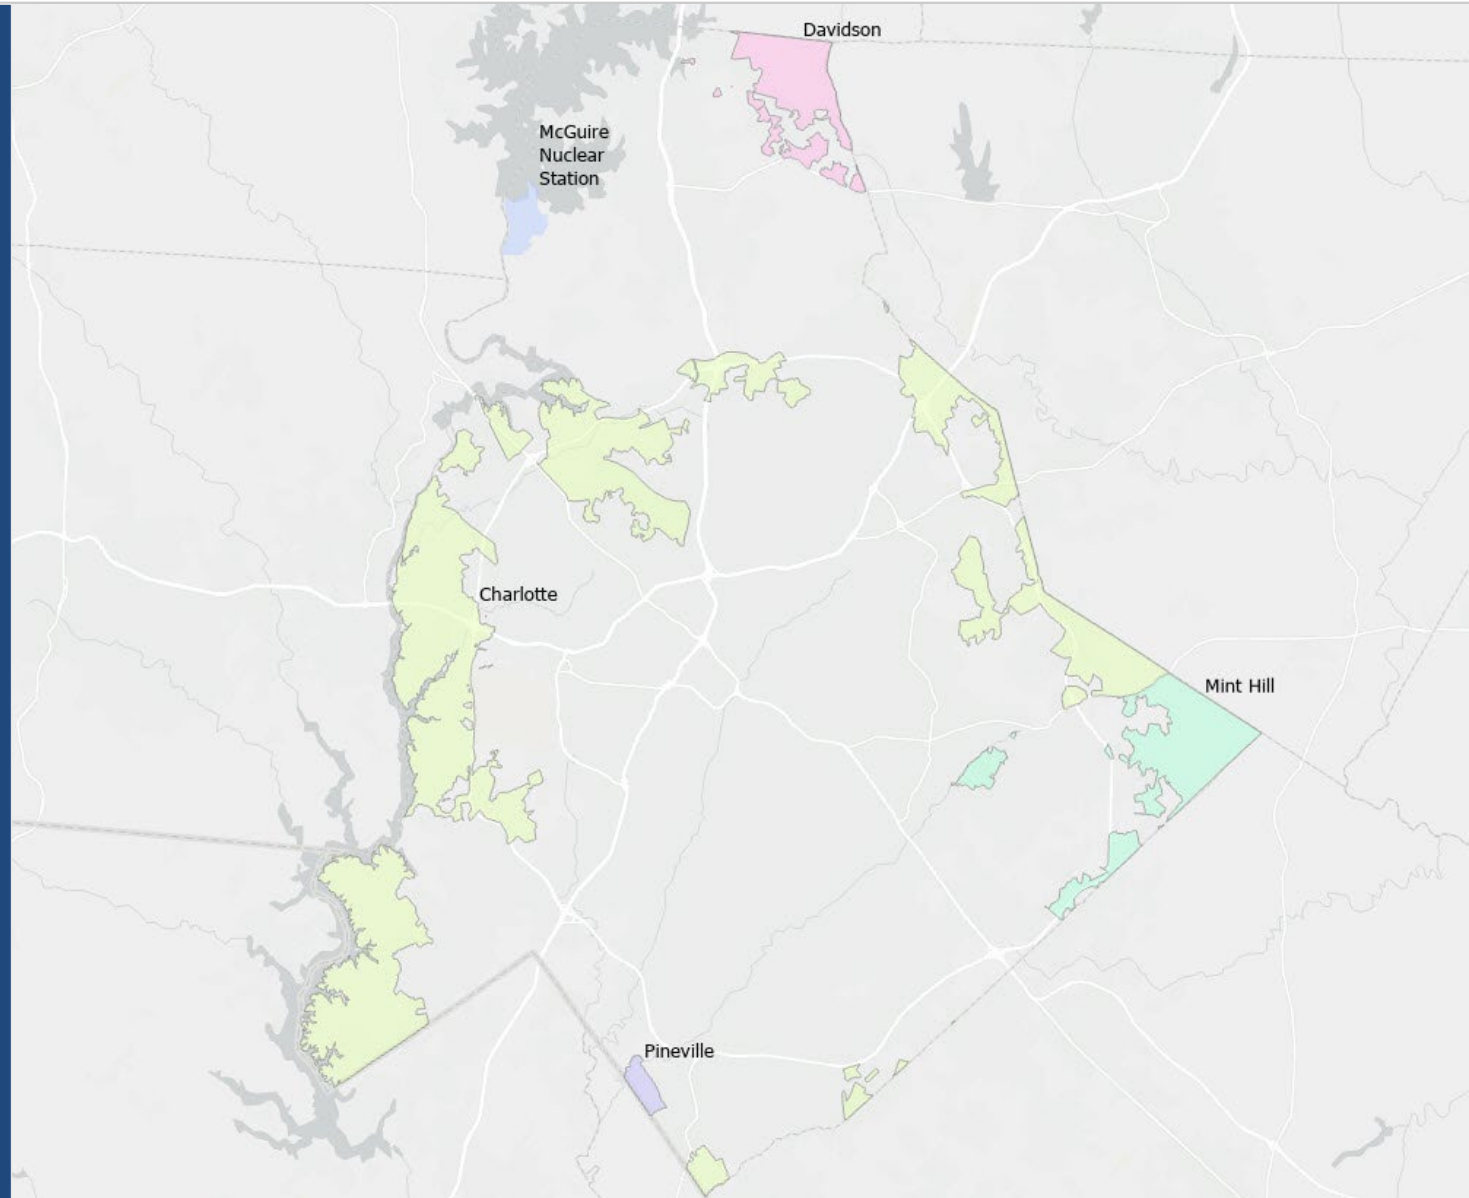 Davidson
McGuire
Nuclear
Station
Charlotte
Mint Hill
Pineville